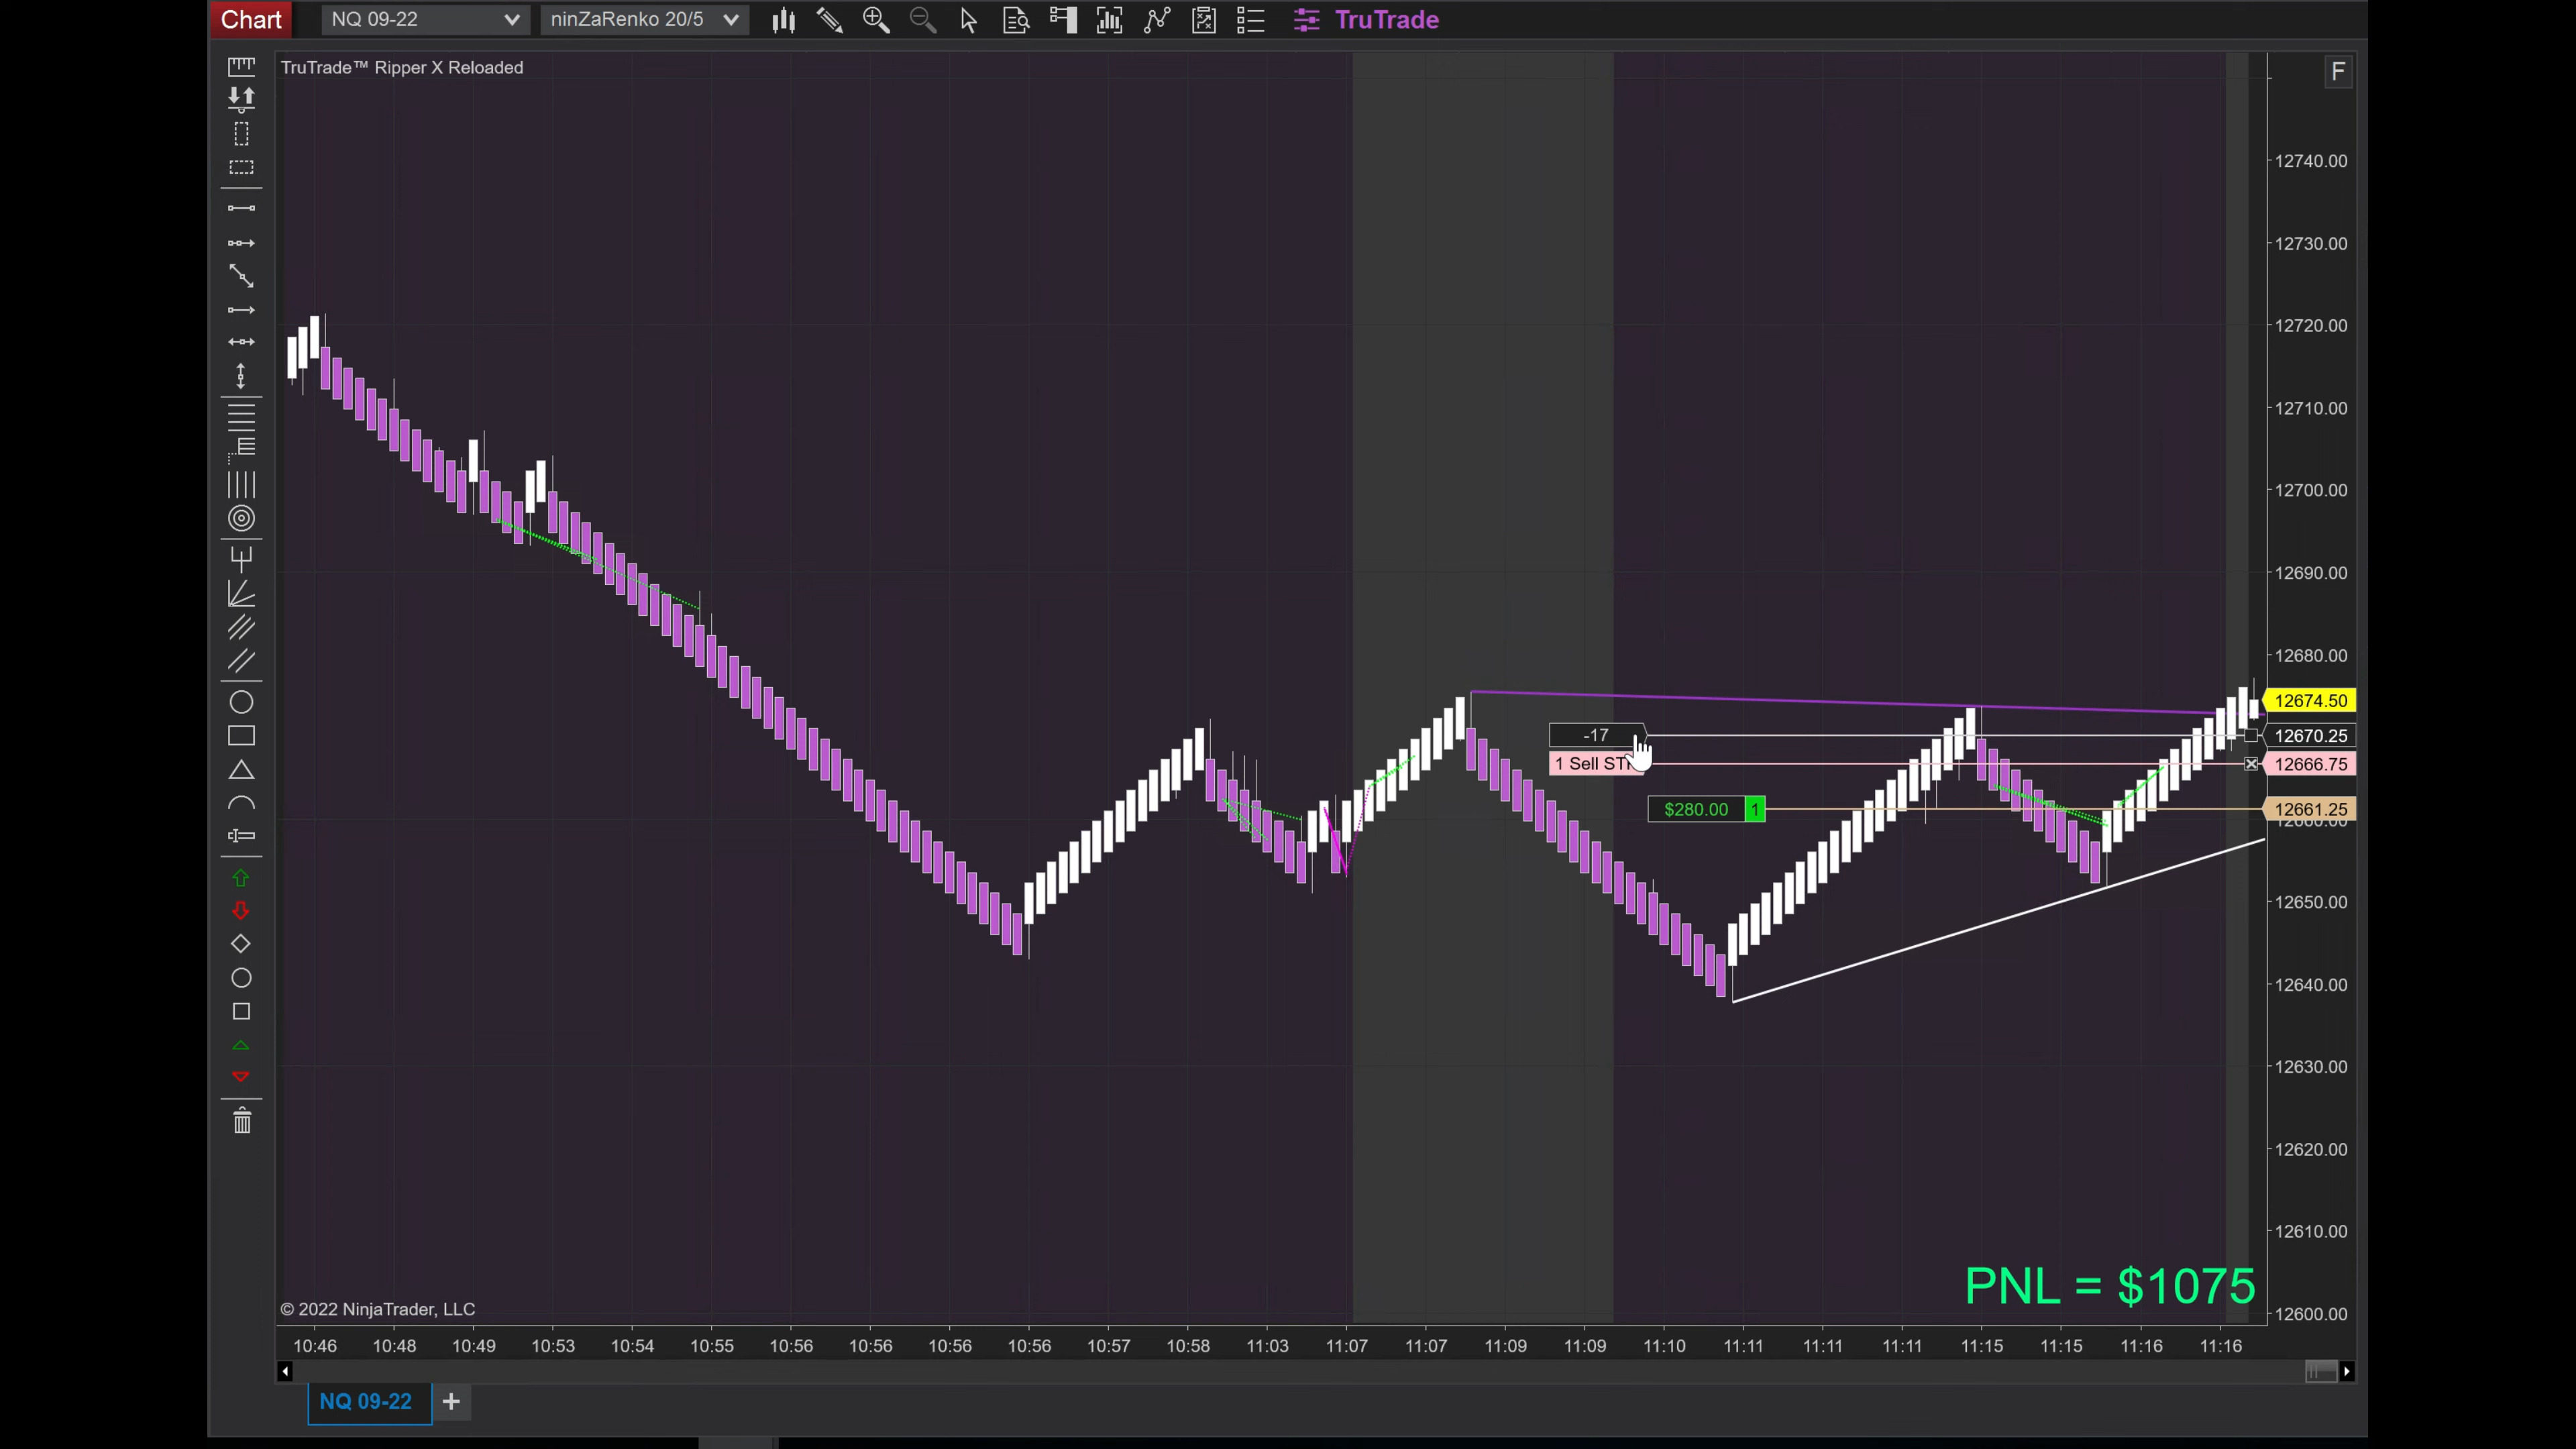 Chart NQ 09-22 ninZaRenko 20/5 TruTrade
TruTrade™ Ripper X Reloaded
F
12740.00
12730.00
12720.00
12710.00
12700.00
12690.00
12680.00
12674.50
-17 12670.25
1 Sell 12666.75
$280.00 1 12661.25
12650.00
12640.00
12630.00
12620.00
12610.00
PNL = $1075
12600.00
© 2022 NinjaTrader, LLC
10:46 10:48 10:49 10:53 10:54 10:55 10:56 10:56 10:56 10:56 10:57 10:58 11:03 11:07 11:07 11:09 11:09 11:10 11:11 11:11 11:11 11:15 11:15 11:16 11:16
NQ 09-22 +